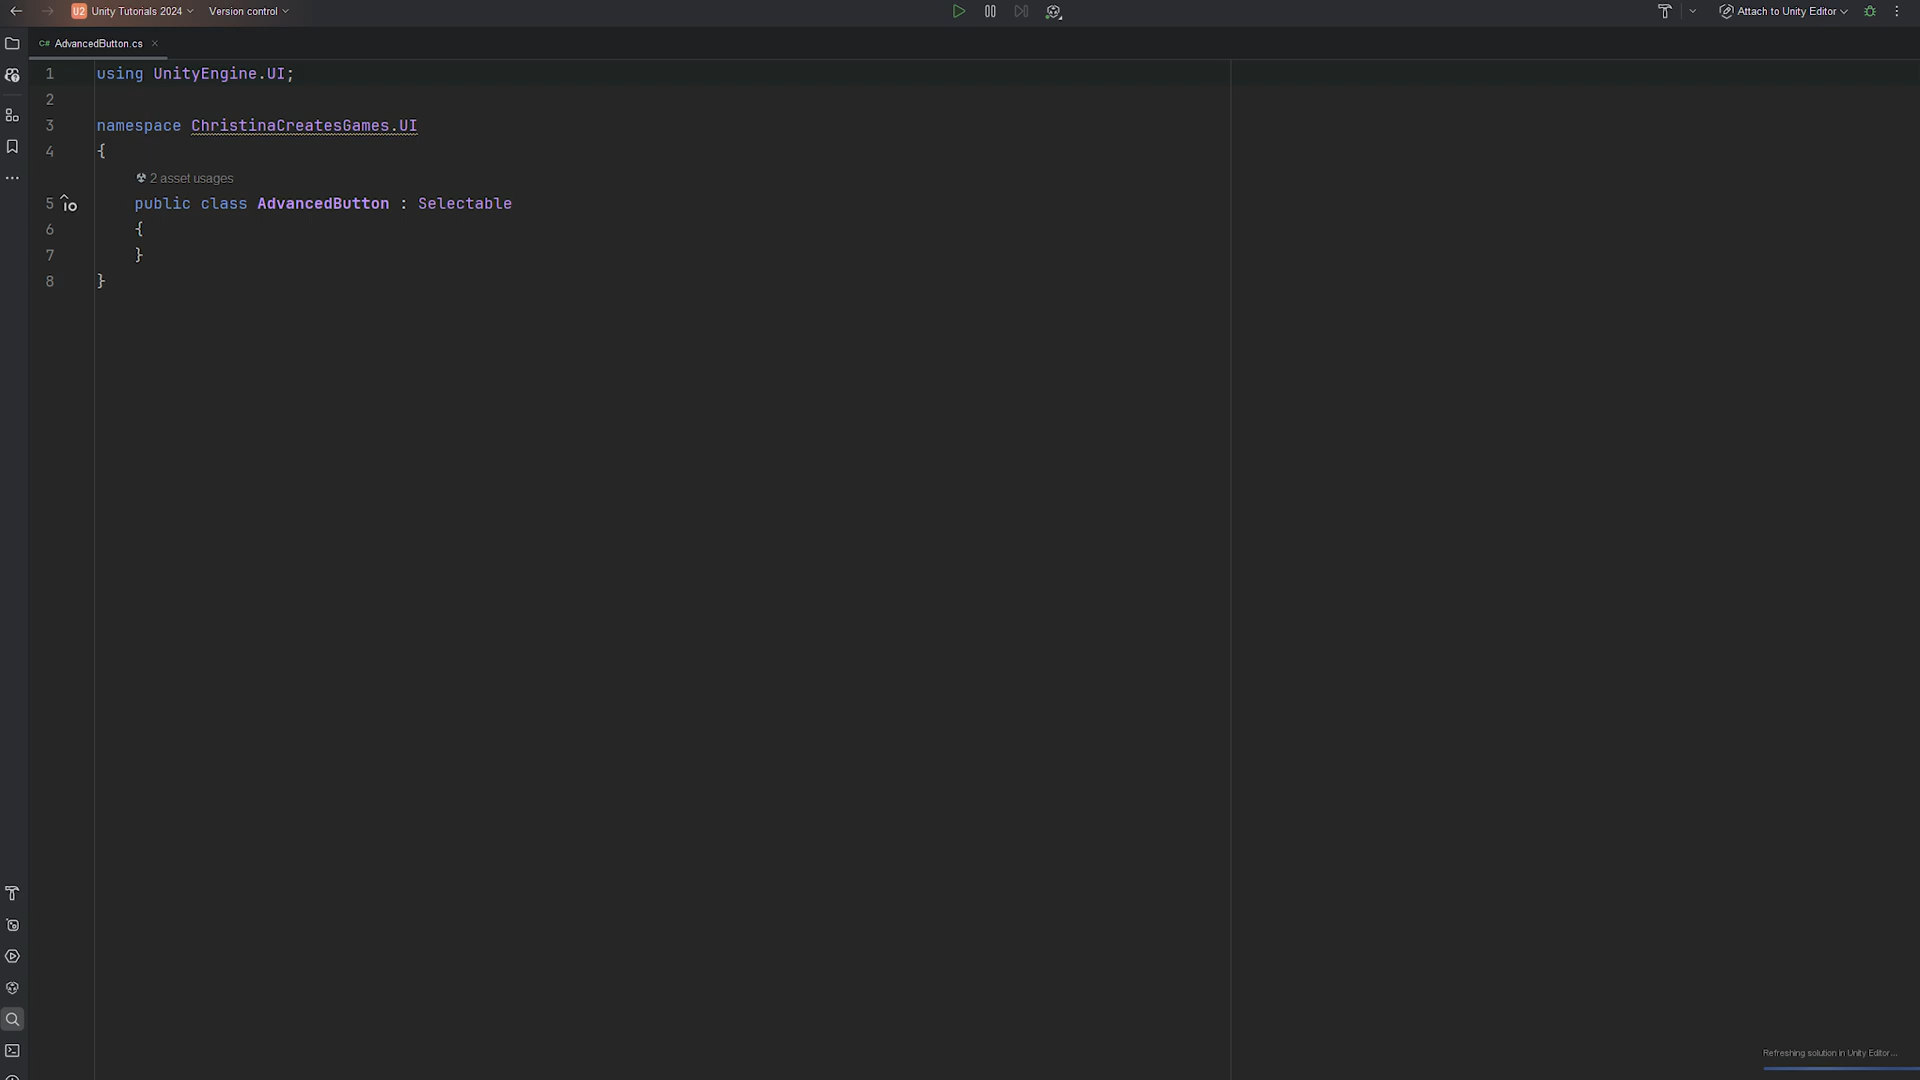 U2 Unity Tutorials 2024 Version control
Attach to Unity Editor
C# AdvancedButton.cs
1 using UnityEngine.UI;
2
3 namespace ChristinaCreatesGames.UI
4 {
2 asset usages
5 public class AdvancedButton : Selectable
6 {
7 }
8 }
Refreshing solution in Unity Editor...